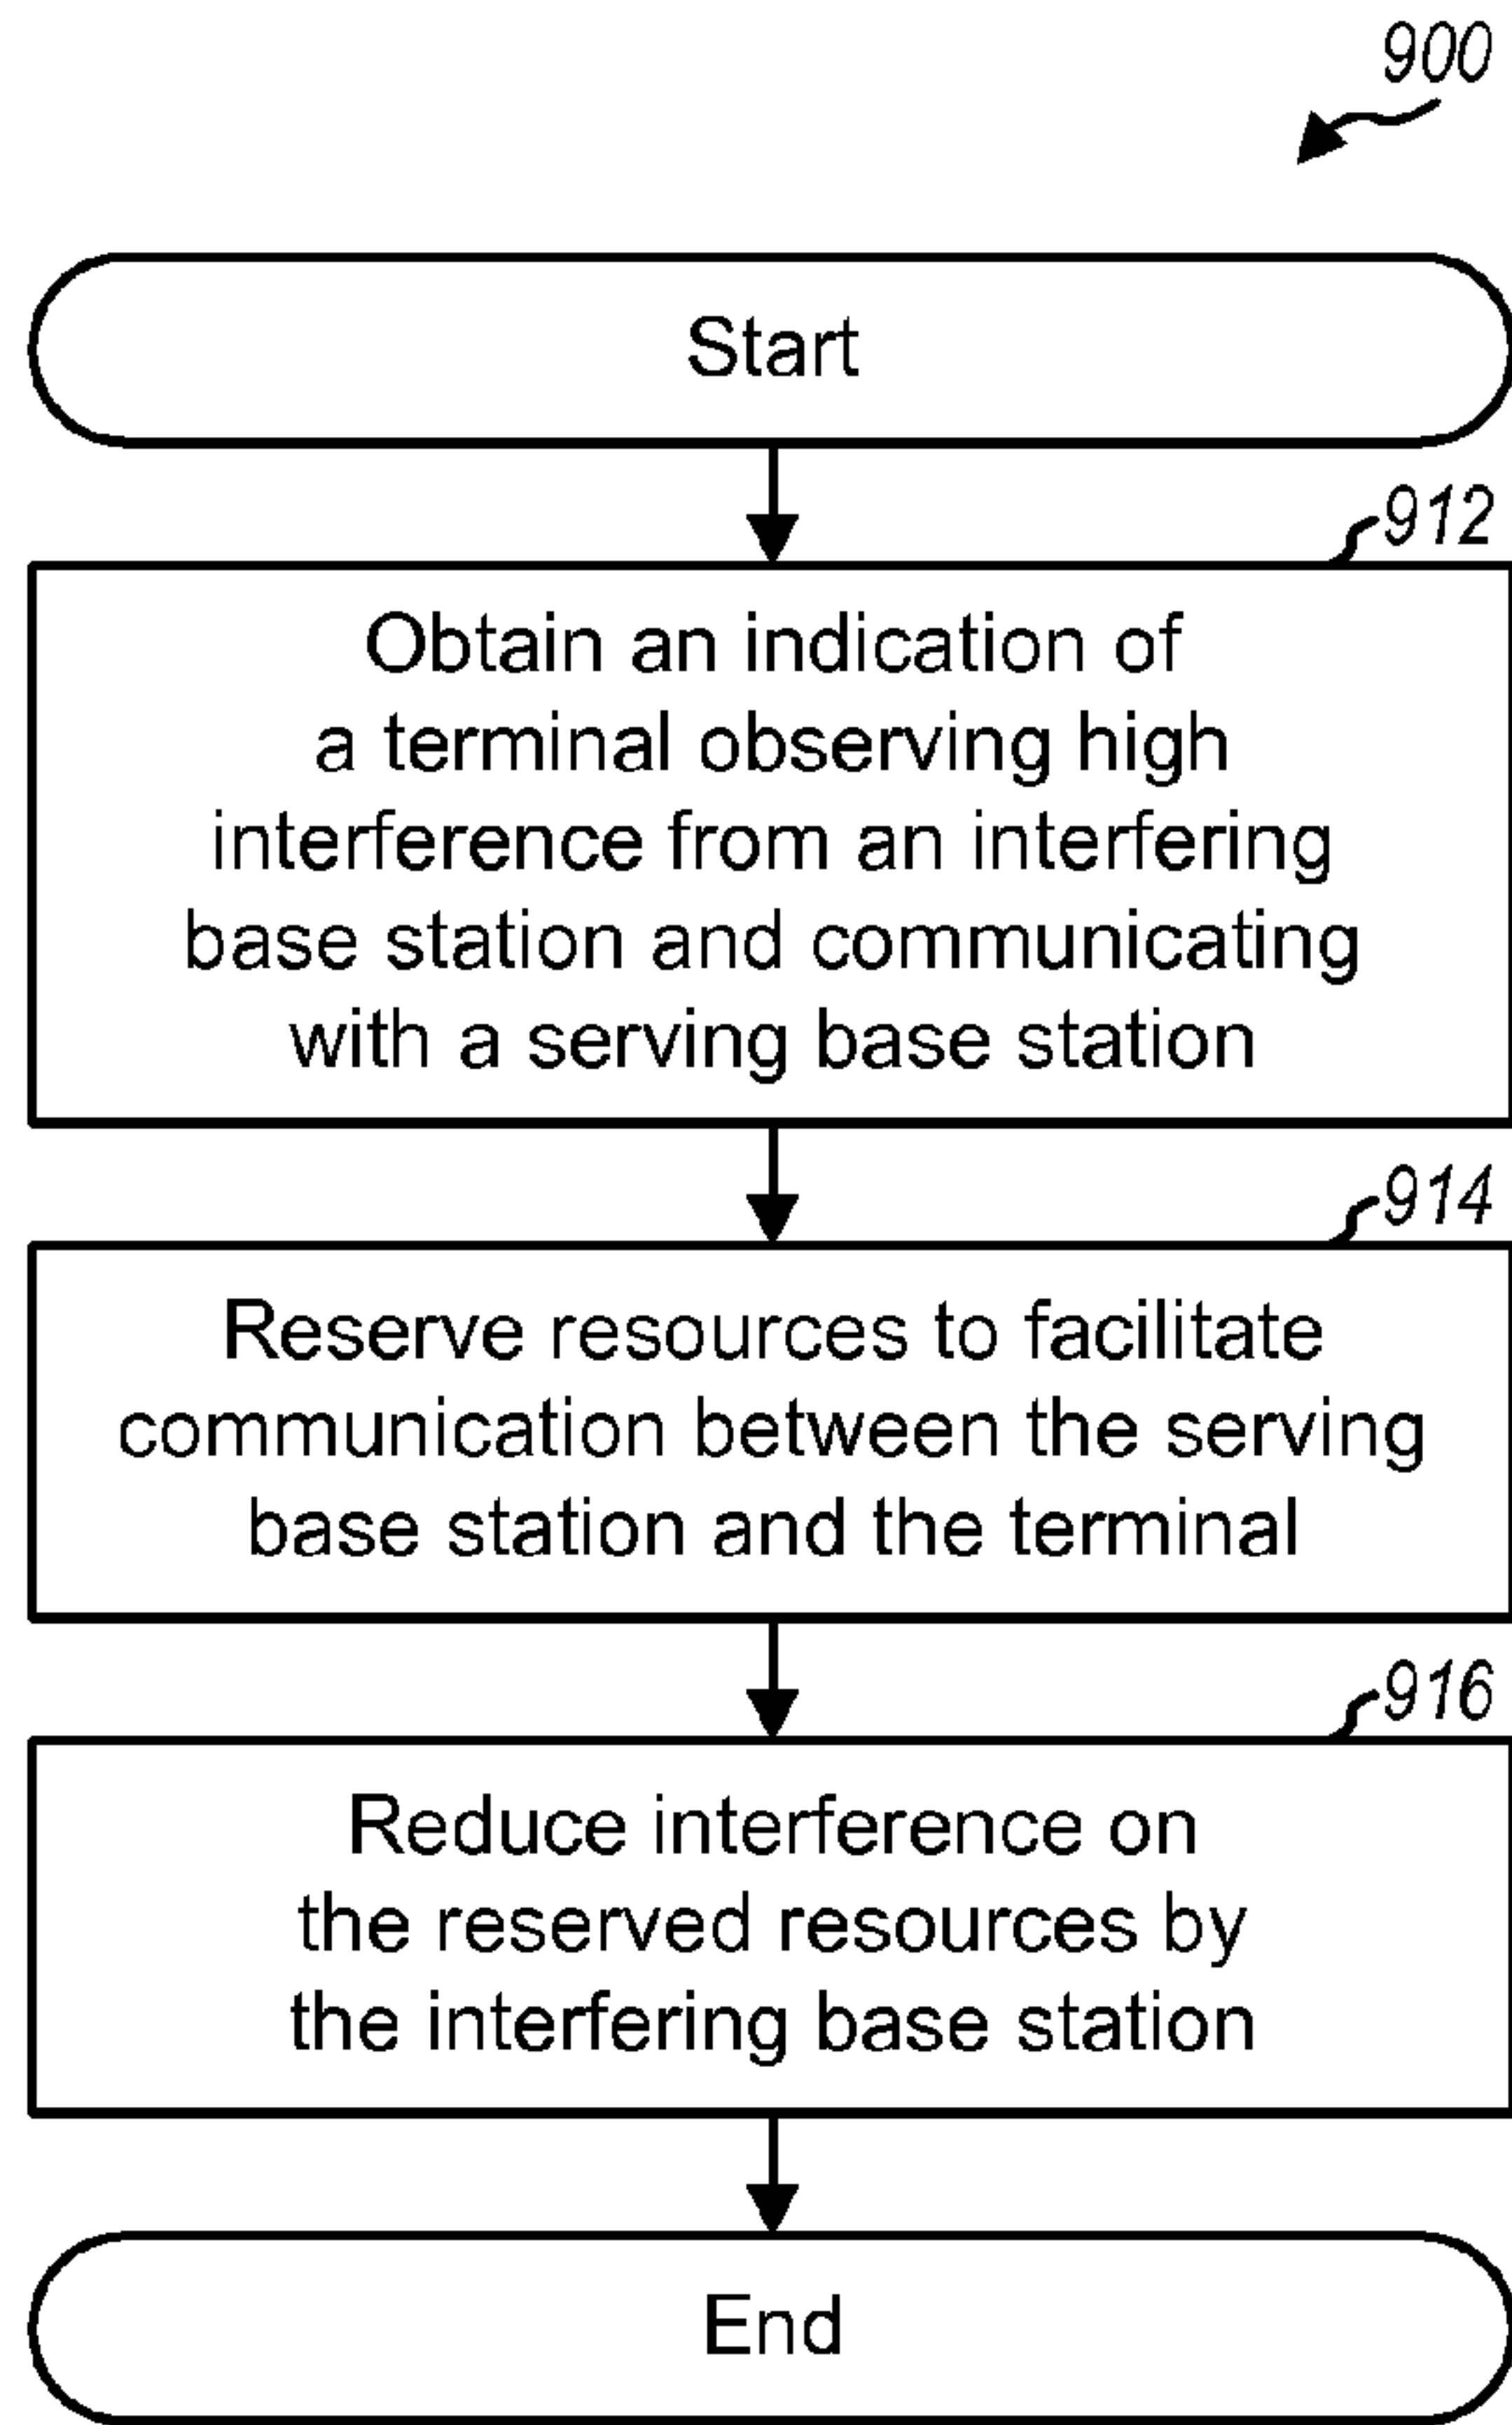 900
Start
912
Obtain an indication of
a terminal observing high
interference from an interfering
base station and communicating
with a serving base station
914
Reserve resources to facilitate
communication between the serving
base station and the terminal
916
Reduce interference on
the reserved resources by
the interfering base station
End